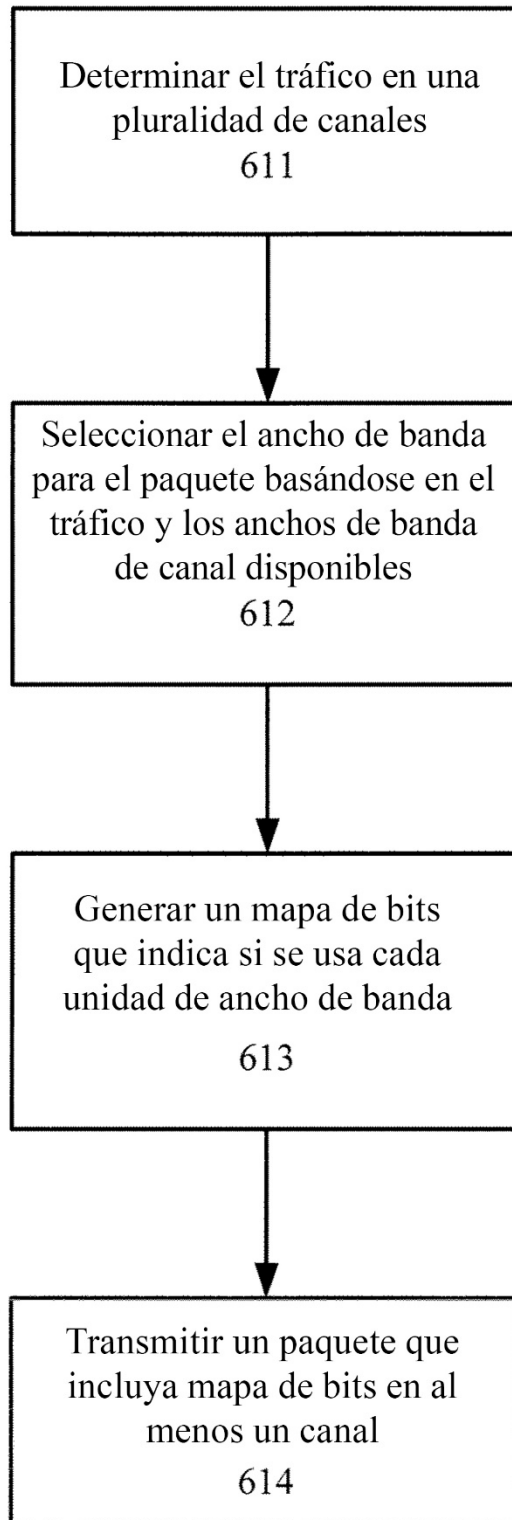 Determinar el tráfico en una
pluralidad de canales
611
Seleccionar el ancho de banda
para el paquete basándose en el
tráfico y los anchos de banda
de canal disponibles
612
Generar un mapa de bits
que indica si se usa cada
unidad de ancho de banda
613
Transmitir un paquete que
incluya mapa de bits en al
menos un canal
614